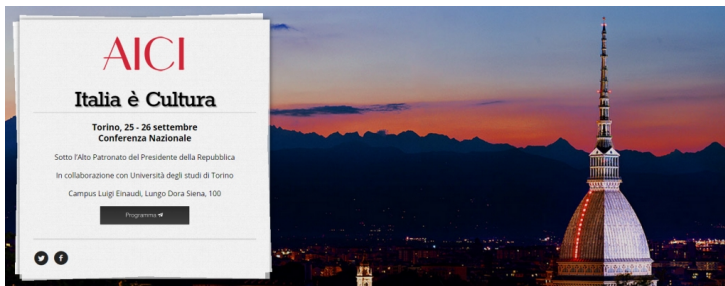 AICI
Italia è Cultura
Torino, 25 - 26 settembre
Conferenza Nazionale
Sotto l'Alto Patronato del Presidente della Repubblica
In collaborazione con Università degli studi di Torino
Campus Luigi Einaudi, Lungo Dora Siena, 100
Programma